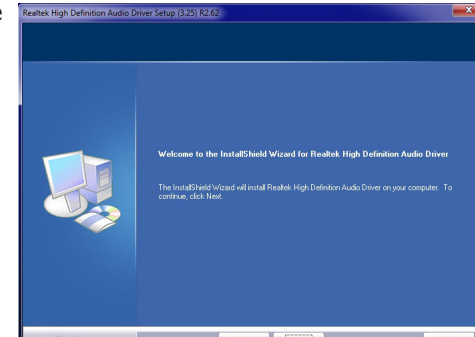 e
Realtek High Definition Audio Driver Setup (3.25) R2.62
Welcome to the InstallShield Wizard for Realtek High Definition Audio Driver
The InstallShield Wizard will install Realtek High Definition Audio Driver on your computer. To
continue, click Next.